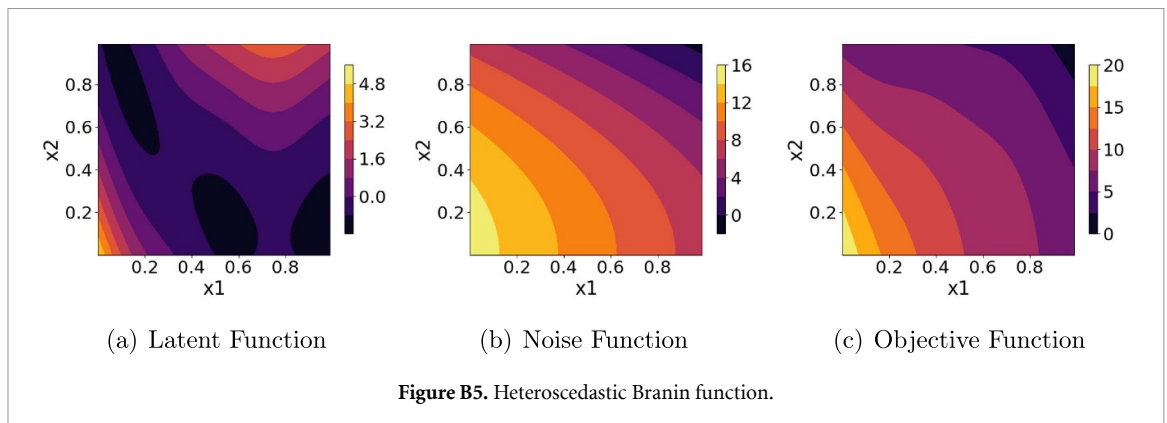 4.8
3.2
1.6
0.0
0.8
0.6
0.4
0.2
x2
0.2 0.4 0.6 0.8
x1
16
12
8
4
0
0.8
0.6
0.4
0.2
x2
0.2 0.4 0.6 0.8
x1
20
15
10
5
0
0.8
0.6
0.4
0.2
x2
0.2 0.4 0.6 0.8
x1
(a) Latent Function
(b) Noise Function
(c) Objective Function
Figure B5. Heteroscedastic Branin function.